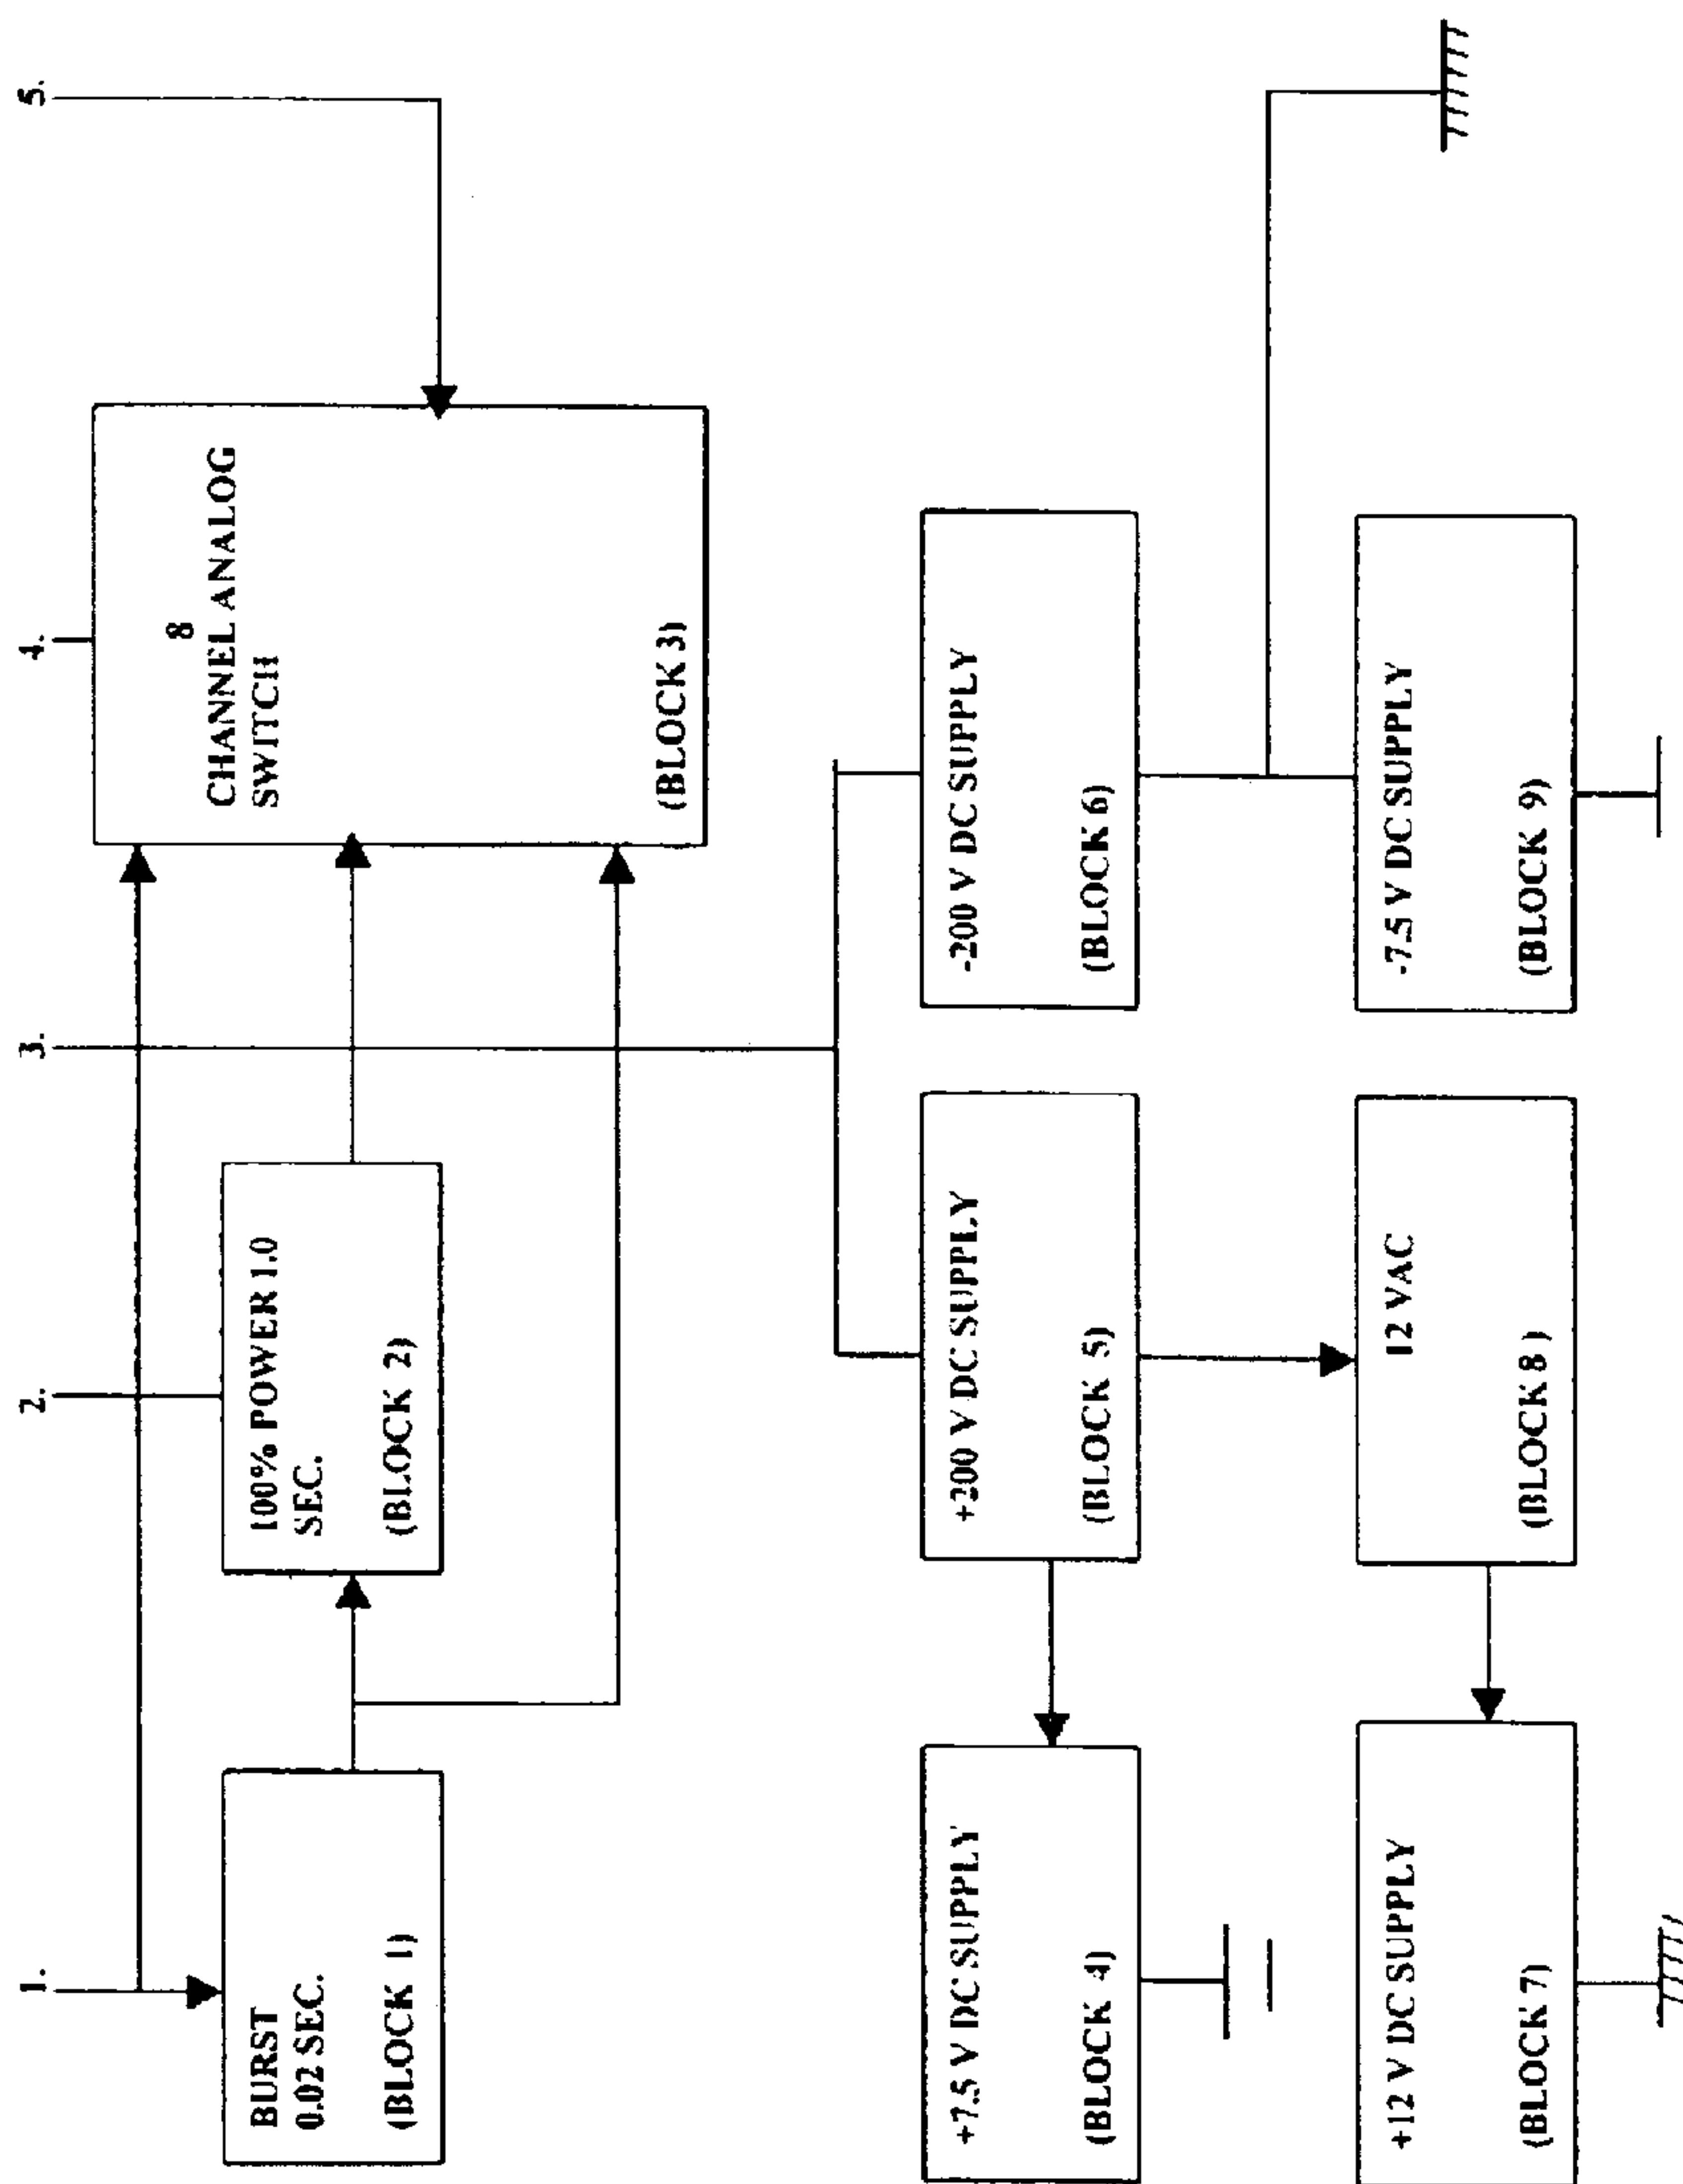 1.
2.
3.
4.
5.
BURST
0.02 SEC.
(BLOCK 1)
100% POWER 1.0
SEC.
(BLOCK 2)
8
CHANNEL ANALOG
SWITCH
(BLOCK 3)
+7.5 V DC SUPPLY
(BLOCK 4)
+200 V DC SUPPLY
(BLOCK 5)
-200 V DC SUPPLY
(BLOCK 6)
+12 V DC SUPPLY
(BLOCK 7)
12 VAC
(BLOCK 8)
-7.5 V DC SUPPLY
(BLOCK 9)